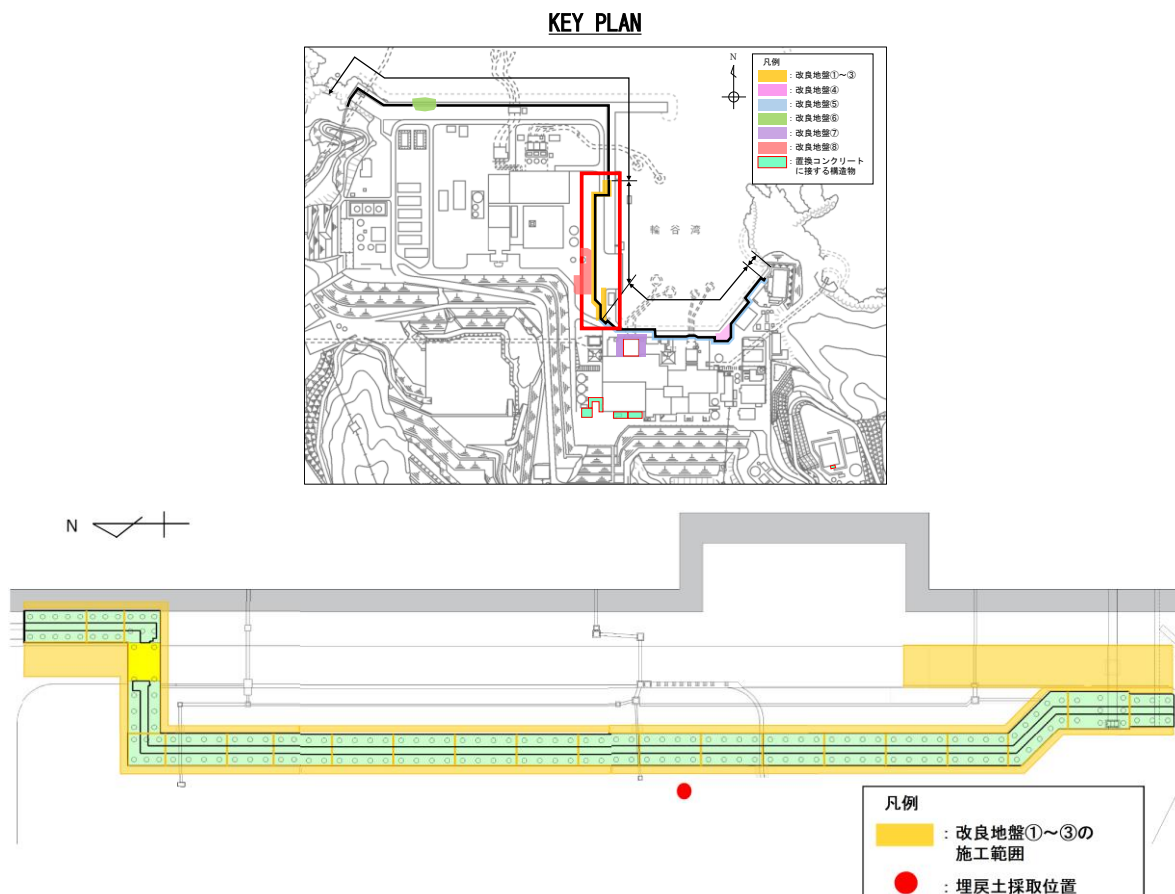 KEY PLAN
N
凡例
：改良地盤①～③
：改良地盤④
：改良地盤⑤
：改良地盤⑥
：改良地盤⑦
：改良地盤⑧
：置換コンクリート
に接する構造物
輪谷湾
N
凡例
：改良地盤①～③の
施工範囲
：埋戻土採取位置